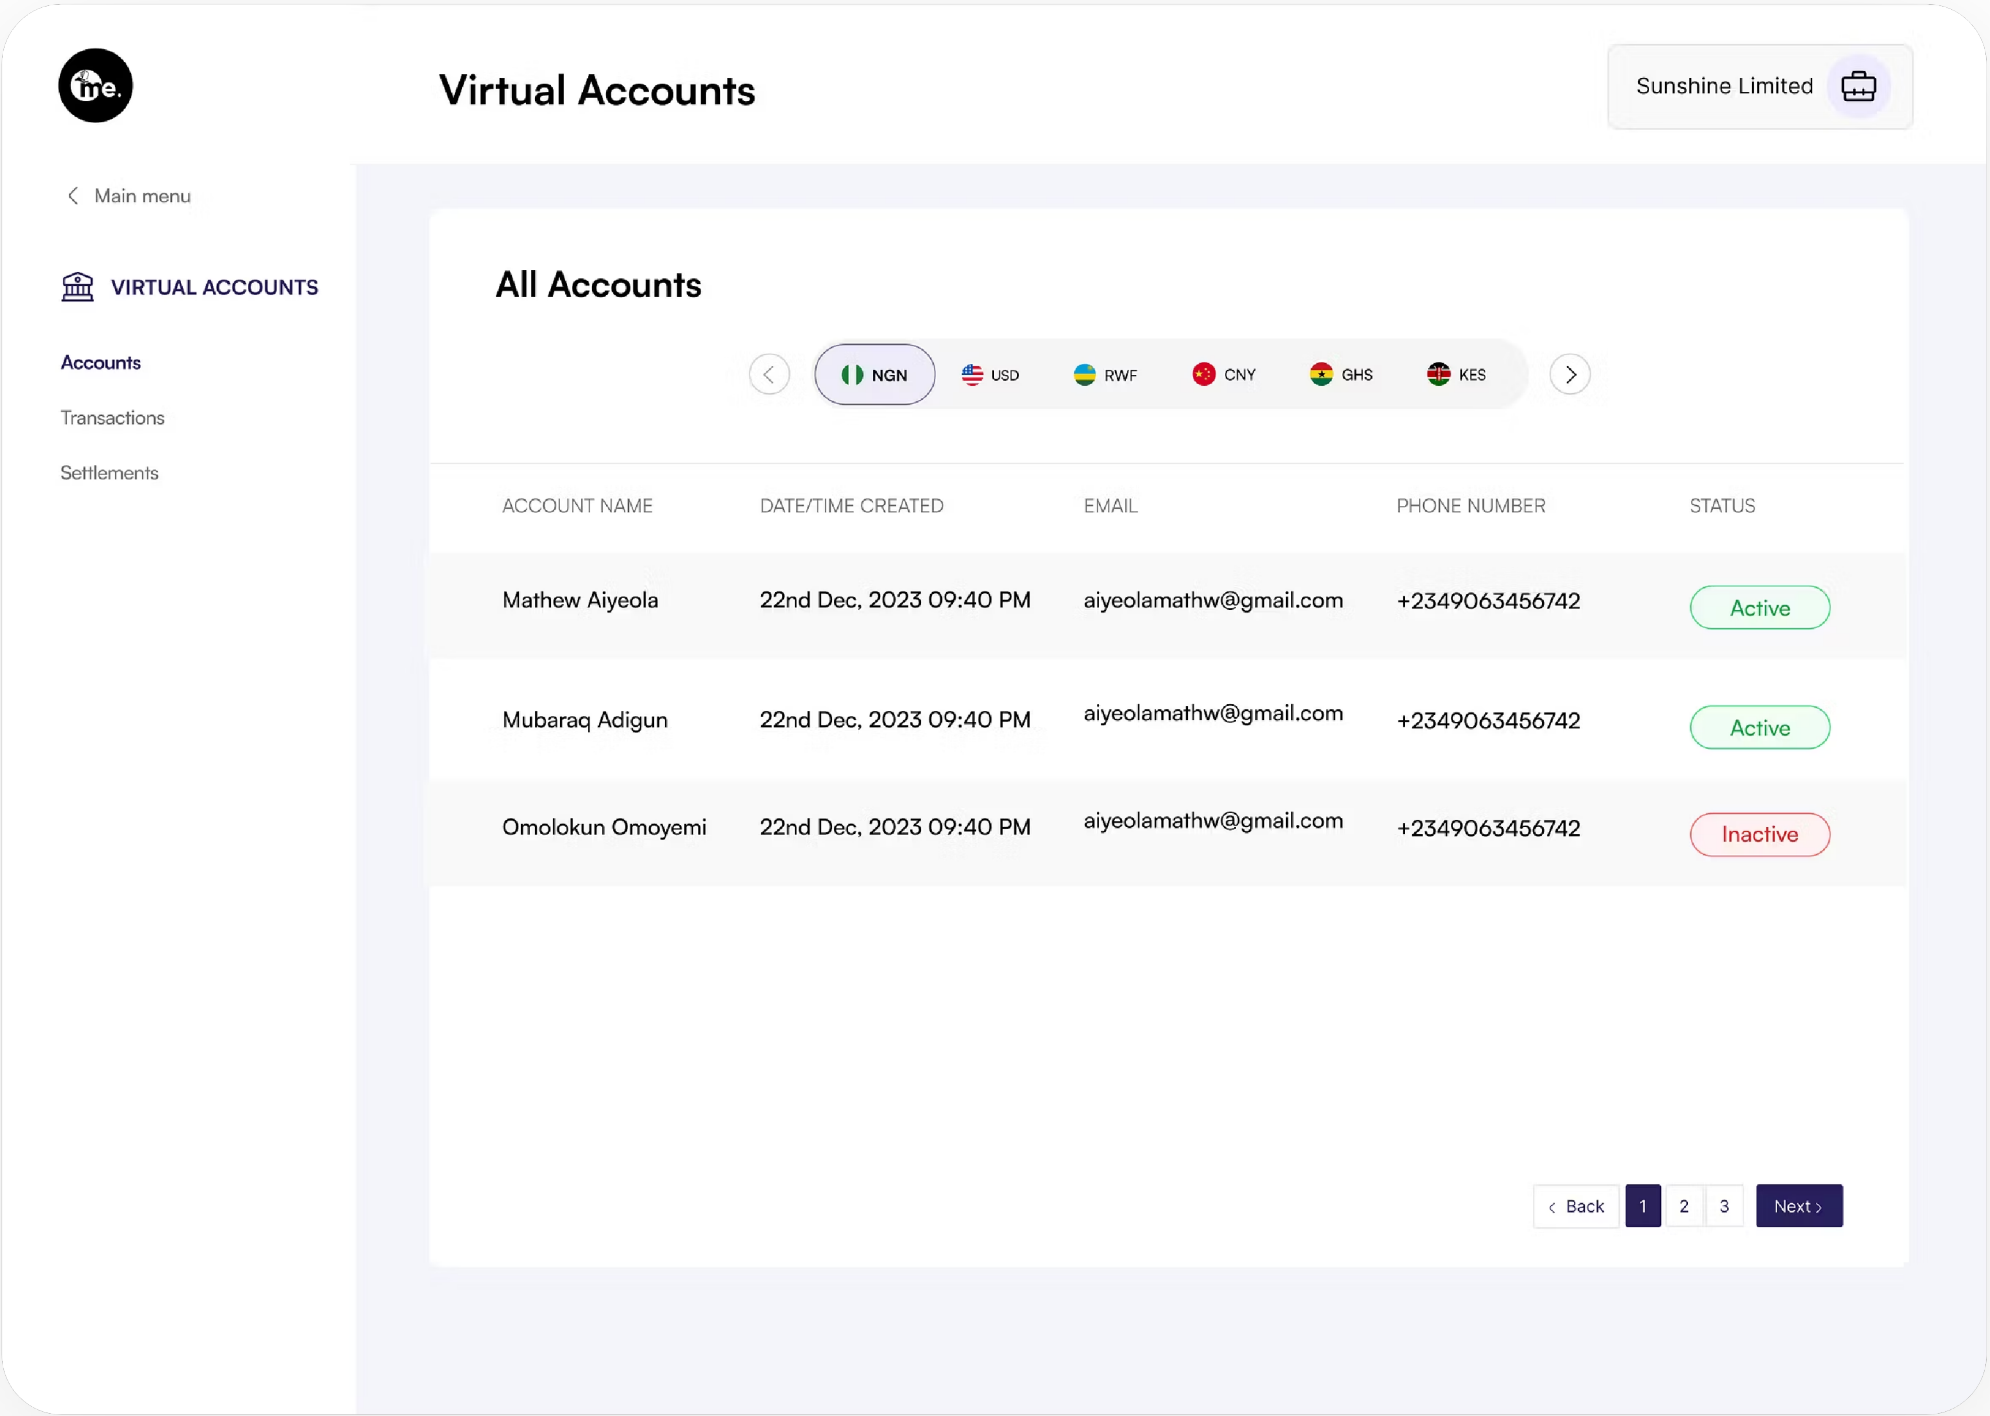 me.
Virtual Accounts
Sunshine Limited
Main menu
VIRTUAL ACCOUNTS
Accounts
Transactions
Settlements
All Accounts
NGN USD RWF CNY GHS KES
ACCOUNT NAME DATE/TIME CREATED EMAIL PHONE NUMBER STATUS
Mathew Aiyeola 22nd Dec, 2023 09:40 PM aiyeolamathw@gmail.com +2349063456742 Active
Mubaraq Adigun 22nd Dec, 2023 09:40 PM aiyeolamathw@gmail.com +2349063456742 Active
Omolokun Omoyemi 22nd Dec, 2023 09:40 PM aiyeolamathw@gmail.com +2349063456742 Inactive
‹ Back 1 2 3 Next ›